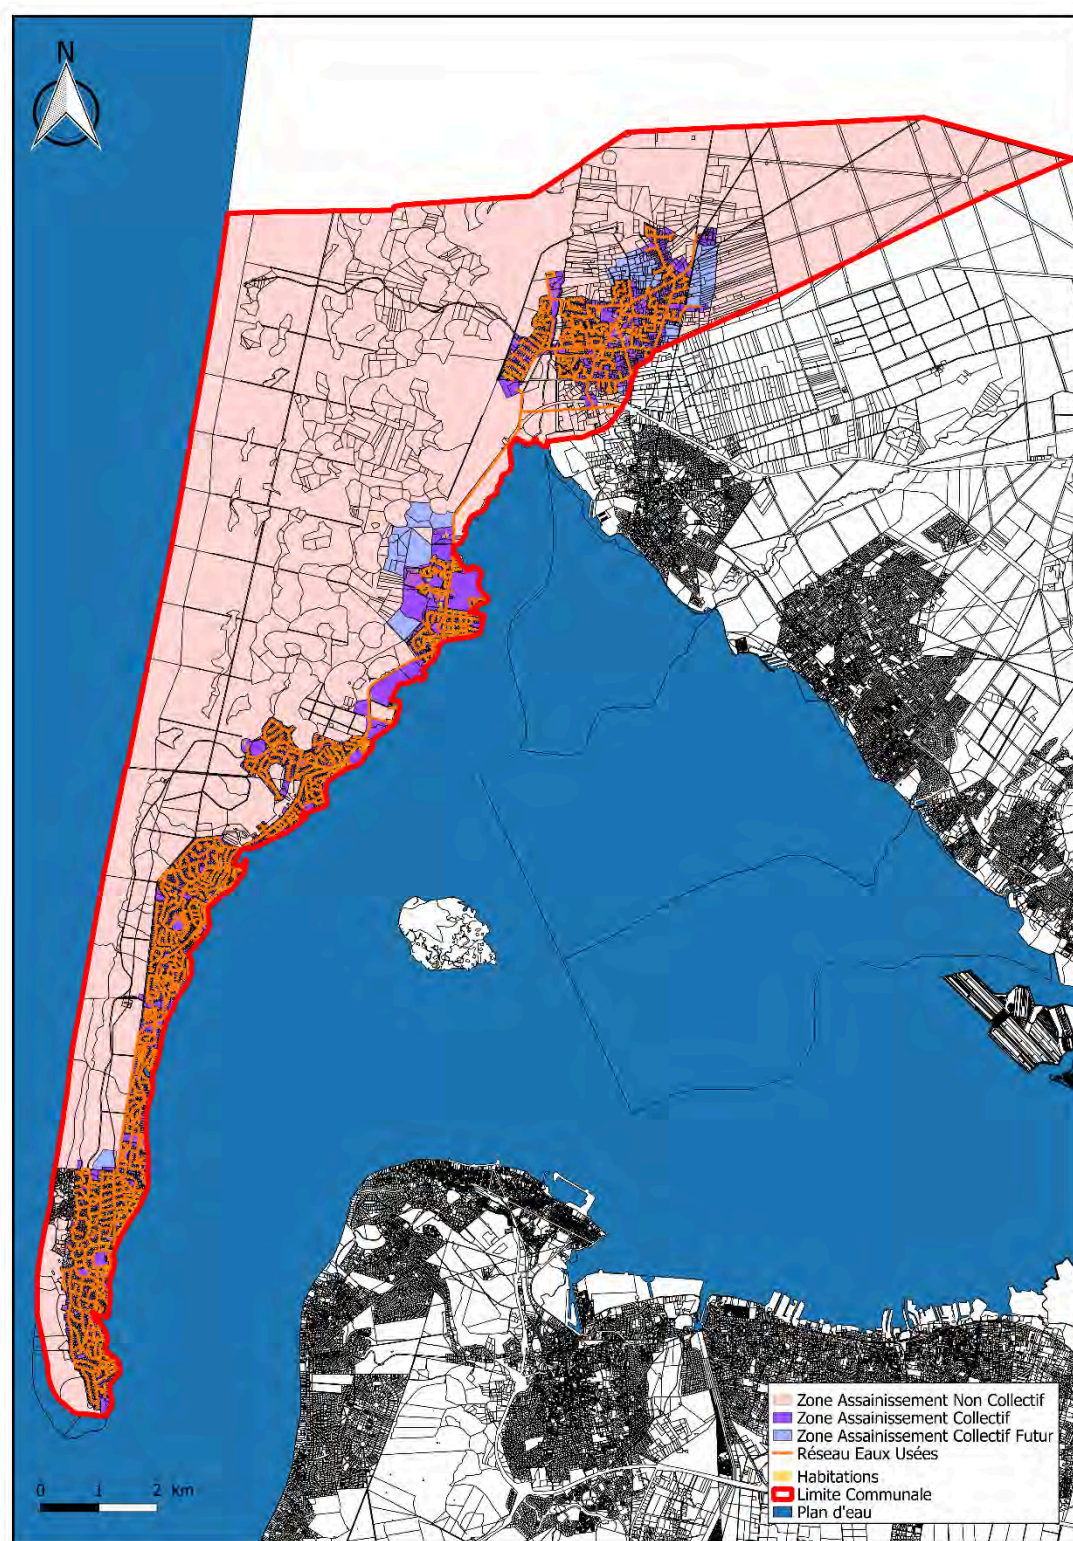 N
Zone Assainissement Non Collectif
Zone Assainissement Collectif
Zone Assainissement Collectif Futur
Réseau Eaux Usées
Habitations
Limite Communale
Plan d'eau
0 1 2 km